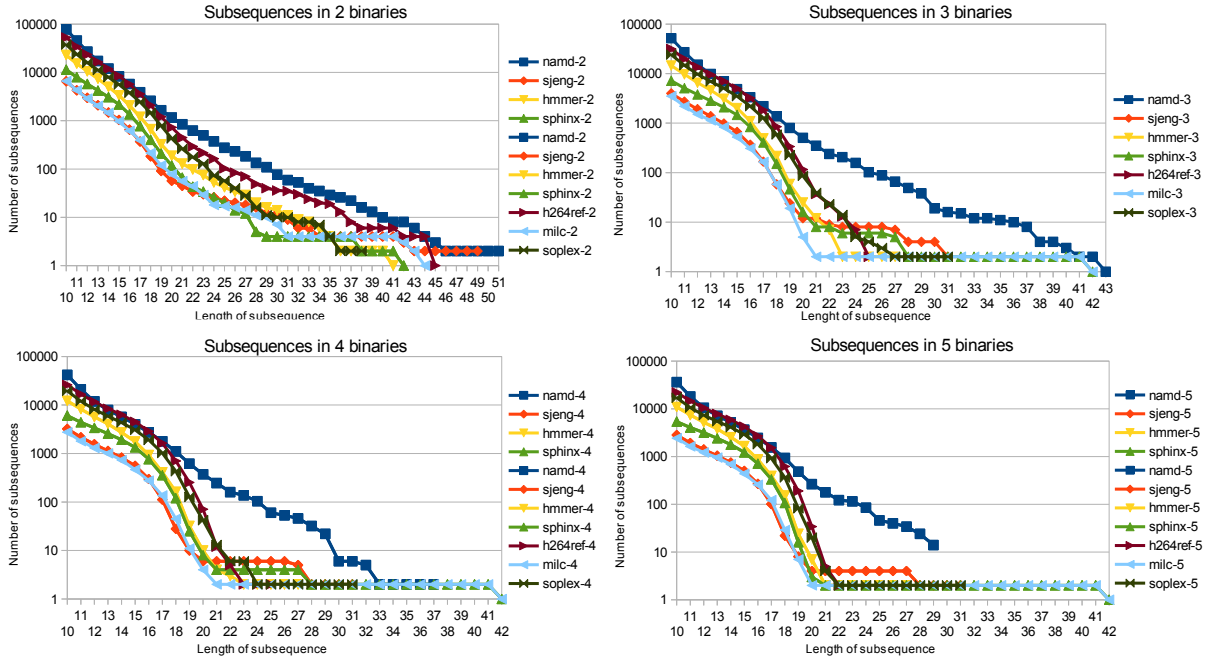 Subsequences in 2 binaries
Number of subsequences
100000
10000
1000
100
10
1
11 13 15 17 19 21 23 25 27 29 31 33 35 37 39 41 43 45 47 49 51
10 12 14 16 18 20 22 24 26 28 30 32 34 36 38 40 42 44 46 48 50
Length of subsequence
namd-2
sjeng-2
hmmer-2
sphinx-2
namd-2
sjeng-2
hmmer-2
sphinx-2
h264ref-2
milc-2
soplex-2
Subsequences in 3 binaries
Number of subsequences
100000
10000
1000
100
10
1
11 13 15 17 19 21 23 25 27 29 31 33 35 37 39 41 43
10 12 14 16 18 20 22 24 26 28 30 32 34 36 38 40 42
Lenght of subsequence
namd-3
sjeng-3
hmmer-3
sphinx-3
h264ref-3
milc-3
soplex-3
Subsequences in 4 binaries
Number of subsequences
100000
10000
1000
100
10
1
11 13 15 17 19 21 23 25 27 29 31 33 35 37 39 41
10 12 14 16 18 20 22 24 26 28 30 32 34 36 38 40 42
Length of subsequence
namd-4
sjeng-4
hmmer-4
sphinx-4
namd-4
sjeng-4
hmmer-4
sphinx-4
h264ref-4
milc-4
soplex-4
Subsequences in 5 binaries
Number of subsequences
100000
10000
1000
100
10
1
11 13 15 17 19 21 23 25 27 29 31 33 35 37 39 41
10 12 14 16 18 20 22 24 26 28 30 32 34 36 38 40 42
Length of subsequence
namd-5
sjeng-5
hmmer-5
sphinx-5
namd-5
sjeng-5
hmmer-5
sphinx-5
h264ref-5
milc-5
soplex-5